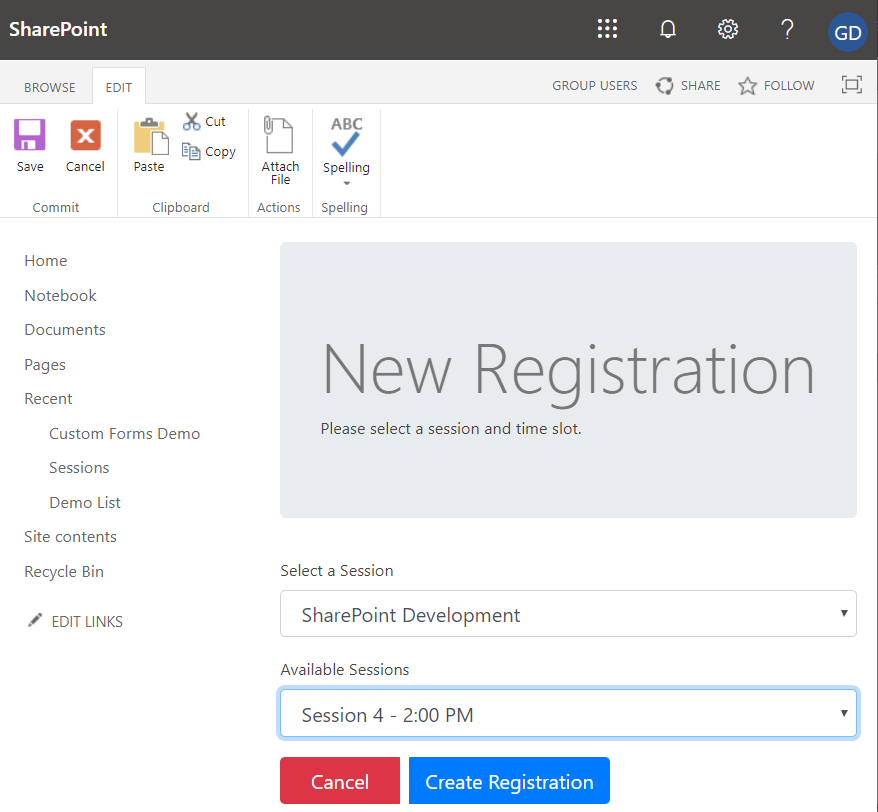 SharePoint
?
GD
BROWSE
EDIT
GROUP USERS
SHARE
FOLLOW
Save
Cancel
Paste
Cut
Copy
Attach
File
ABC
Spelling
Commit
Clipboard
Actions
Spelling
Home
Notebook
Documents
Pages
Recent
Custom Forms Demo
Sessions
Demo List
Site contents
Recycle Bin
EDIT LINKS
New Registration
Please select a session and time slot.
Select a Session
SharePoint Development
Available Sessions
Session 4 - 2:00 PM
Cancel
Create Registration